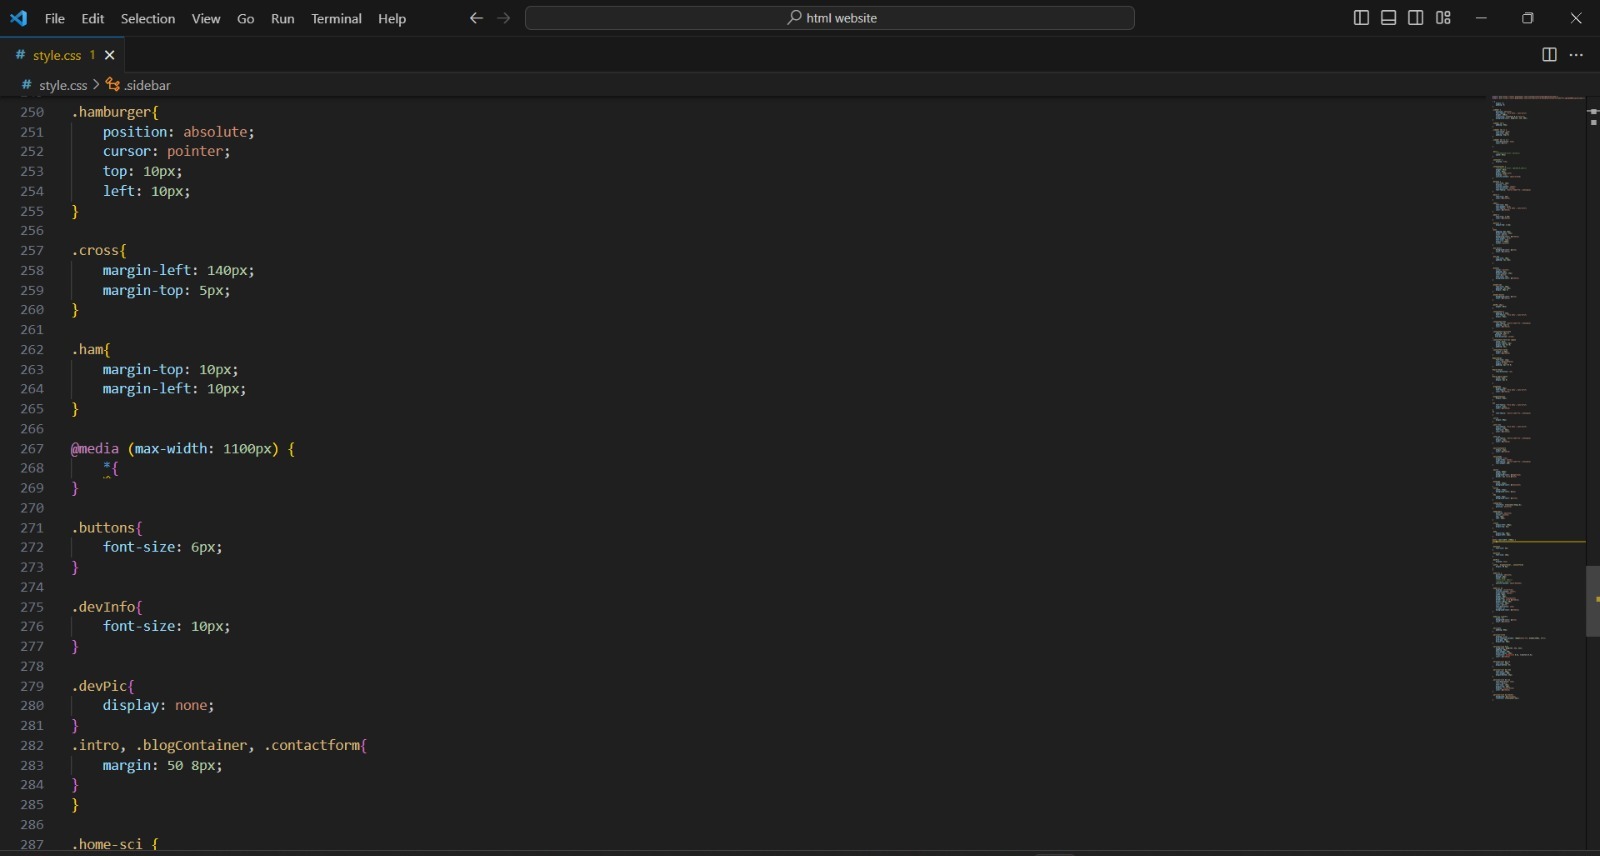 File Edit Selection View Go Run Terminal Help html website
# style.css 1
# style.css > .sidebar
250 .hamburger{
251 position: absolute;
252 cursor: pointer;
253 top: 10px;
254 left: 10px;
255 }
256
257 .cross{
258 margin-left: 140px;
259 margin-top: 5px;
260 }
261
262 .ham{
263 margin-top: 10px;
264 margin-left: 10px;
265 }
266
267 @media (max-width: 1100px) {
268 *{
269 }
270
271 .buttons{
272 font-size: 6px;
273 }
274
275 .devInfo{
276 font-size: 10px;
277 }
278
279 .devPic{
280 display: none;
281 }
282 .intro, .blogContainer, .contactform{
283 margin: 50 8px;
284 }
285 }
286
287 .home-sci {